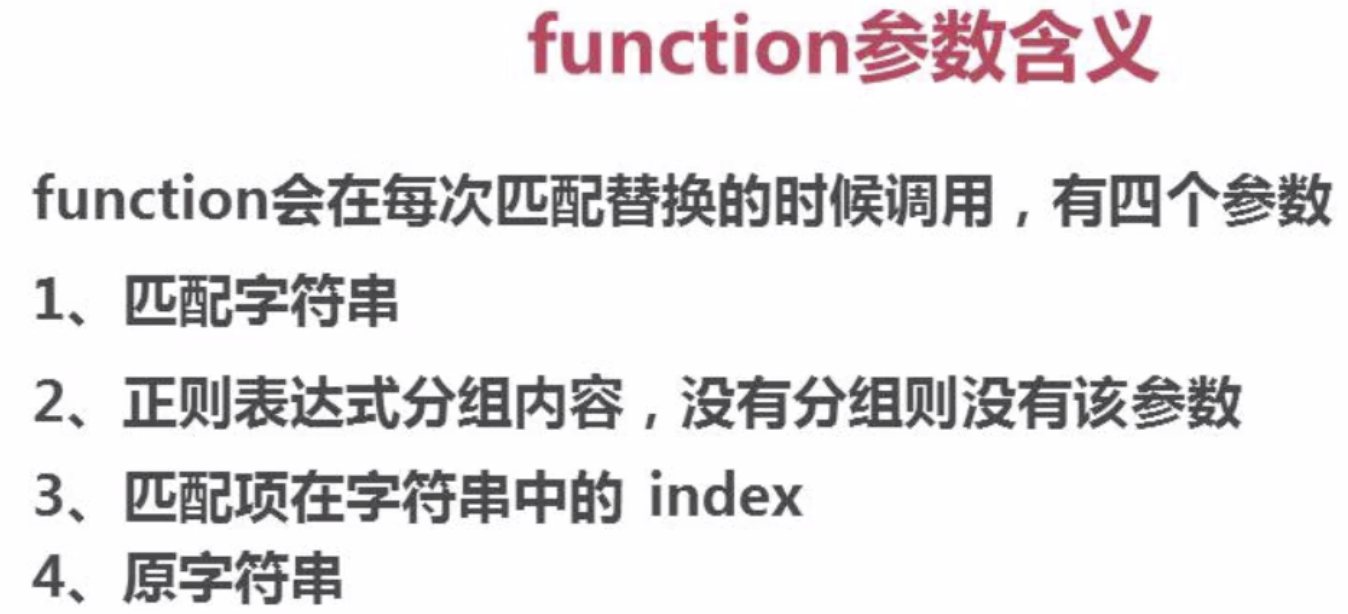 function参数含义
function会在每次匹配替换的时候调用，有四个参数
1、匹配字符串
2、正则表达式分组内容，没有分组则没有该参数
3、匹配项在字符串中的 index
4、原字符串